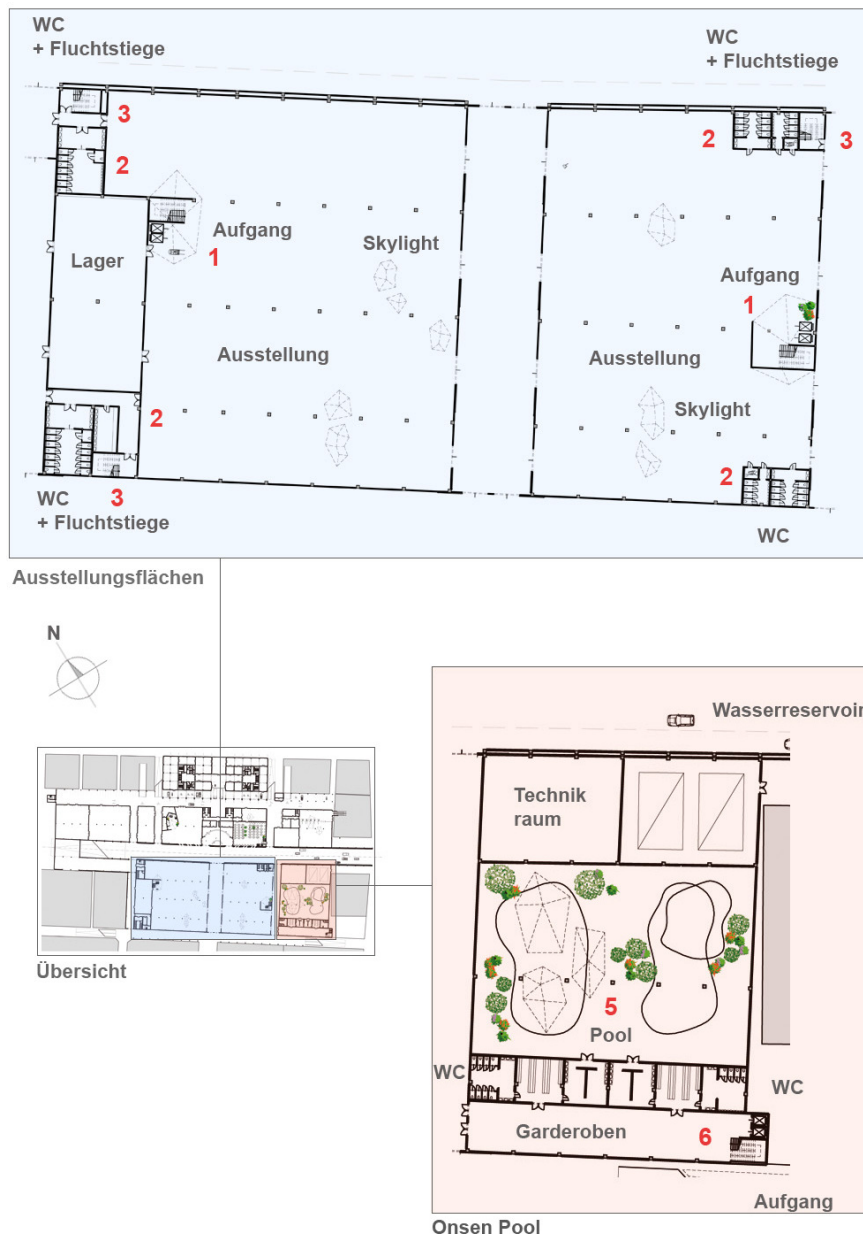 WC
+ Fluchtstiege
WC
+ Fluchtstiege
3
2
3
2
Aufgang
Skylight
Lager
1
Aufgang
1
Ausstellung
Ausstellung
Skylight
2
2
3
WC
+ Fluchtstiege
WC
Ausstellungsflächen
N
Wasserreservoir
Technik
raum
Übersicht
5
Pool
WC
WC
Garderoben
6
Aufgang
Onsen Pool